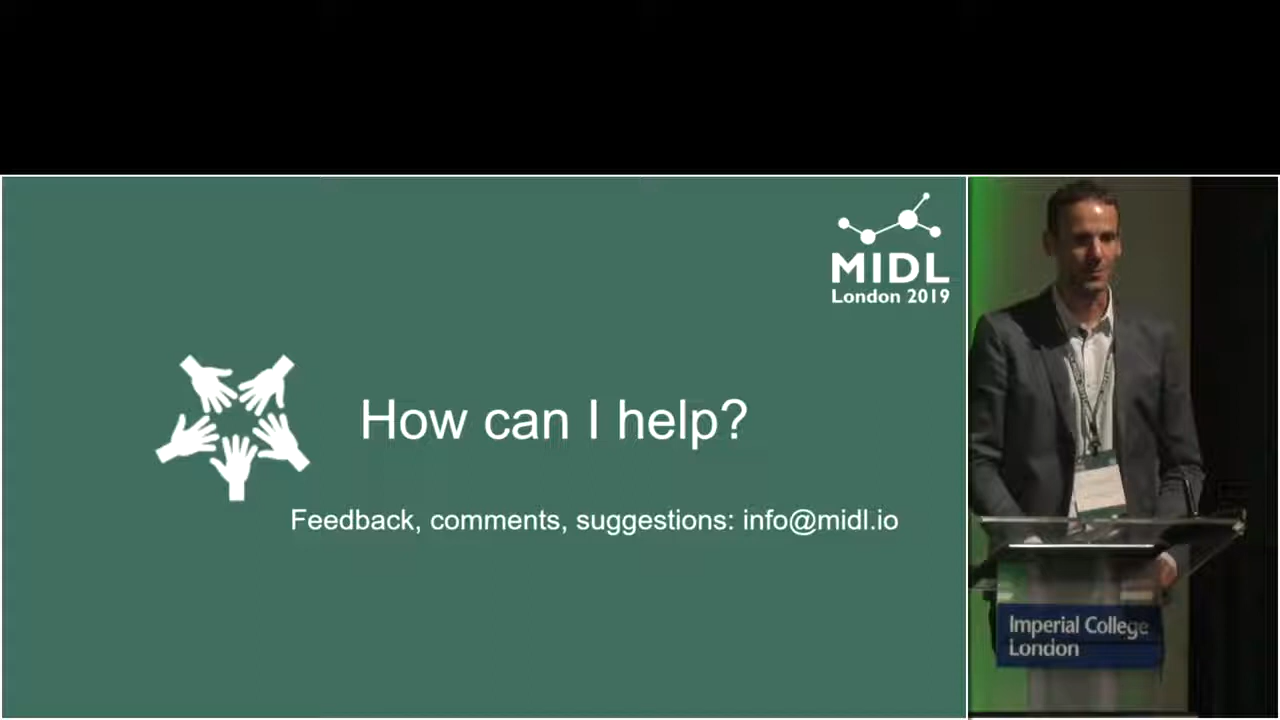 MIDL
London 2019
How can I help?
Feedback, comments, suggestions: info@midl.io
Imperial College
London